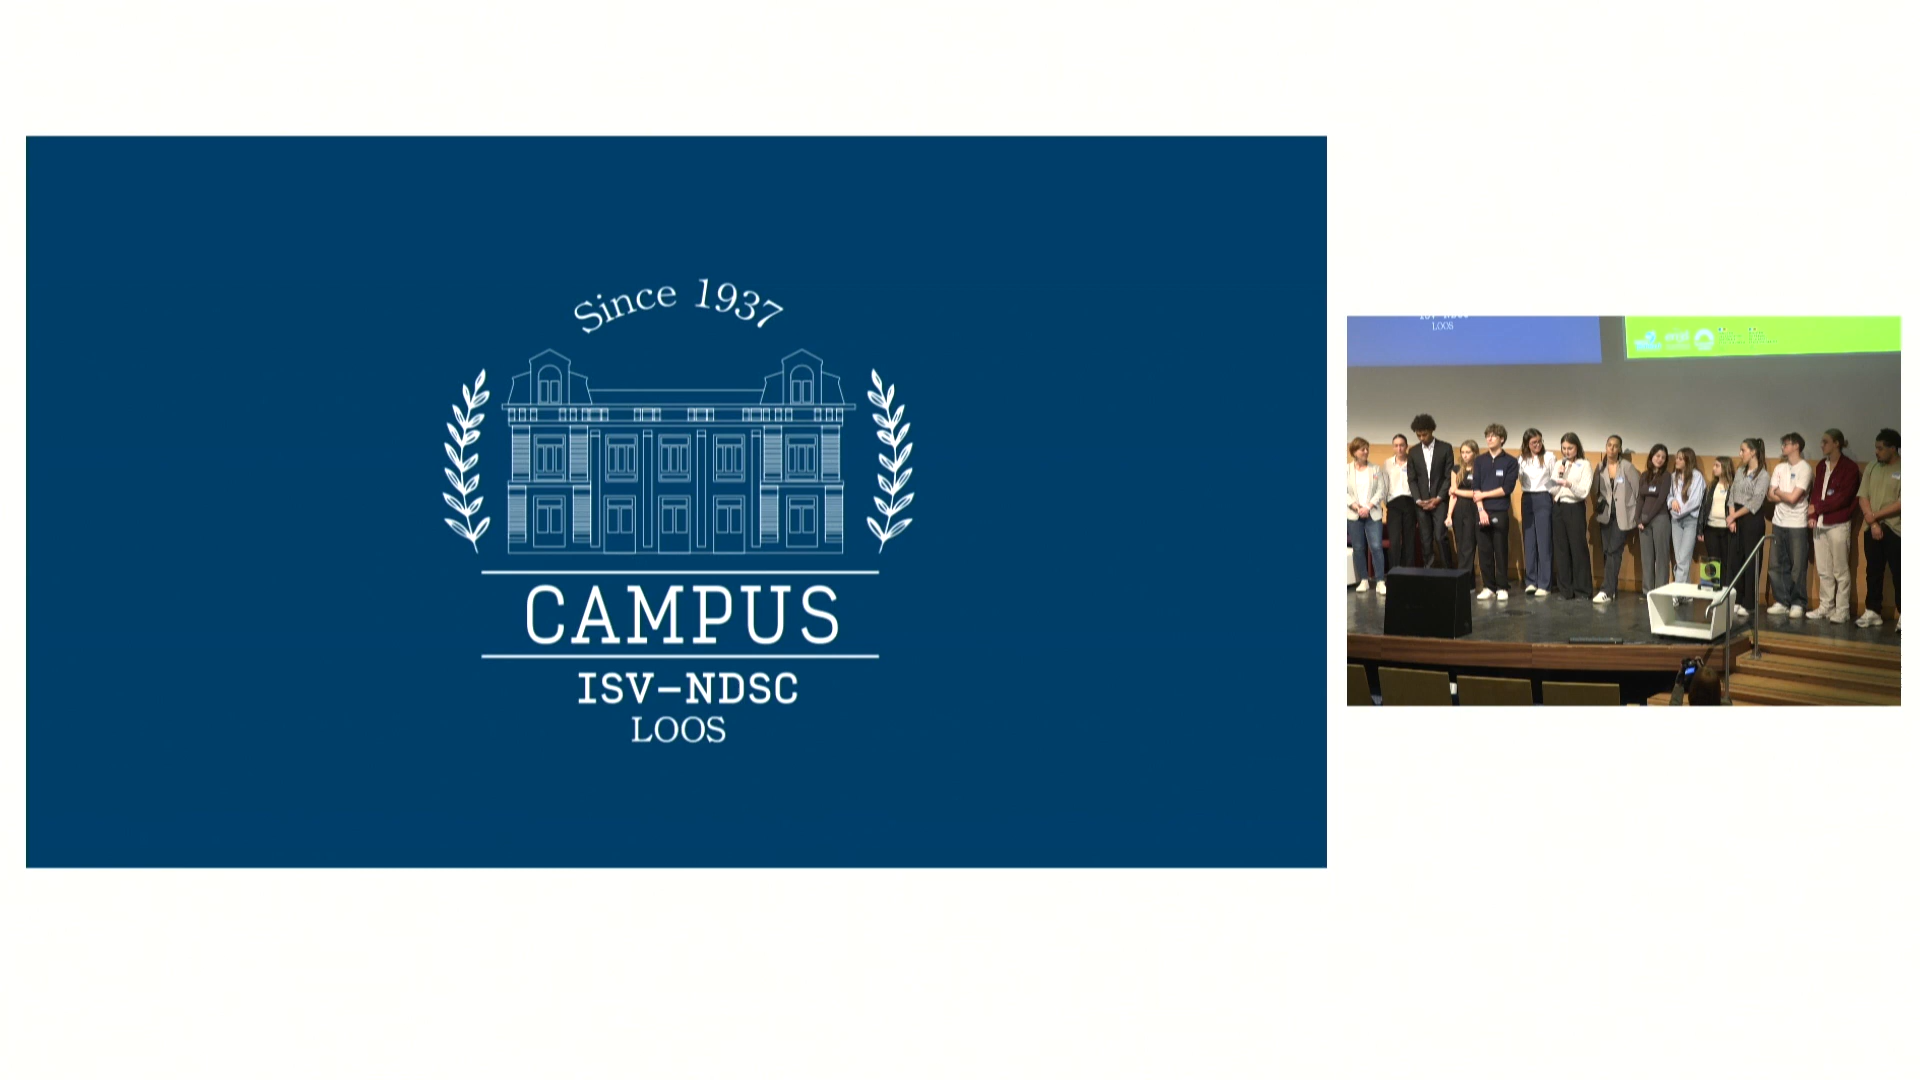 Since 1937
CAMPUS
ISV-NDSC
LOOS
LOOS